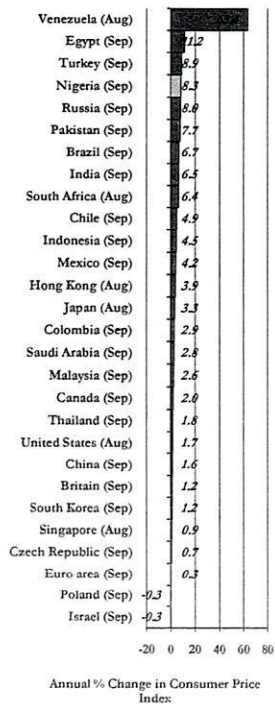 Venezuela (Aug)
Egypt (Sep) 11.2
Turkey (Sep) 8.9
Nigeria (Sep) 8.3
Russia (Sep) 8.0
Pakistan (Sep) 7.7
Brazil (Sep) 6.7
India (Sep) 6.5
South Africa (Aug) 6.4
Chile (Sep) 4.9
Indonesia (Sep) 4.5
Mexico (Sep) 4.2
Hong Kong (Aug) 3.9
Japan (Aug) 3.3
Colombia (Sep) 2.9
Saudi Arabia (Sep) 2.8
Malaysia (Sep) 2.6
Canada (Sep) 2.0
Thailand (Sep) 1.8
United States (Aug) 1.7
China (Sep) 1.6
Britain (Sep) 1.2
South Korea (Sep) 1.2
Singapore (Aug) 0.9
Czech Republic (Sep) 0.7
Euro area (Sep) 0.3
Poland (Sep) -0.3
Israel (Sep) -0.3
-20 0 20 40 60 80
Annual % Change in Consumer Price
Index